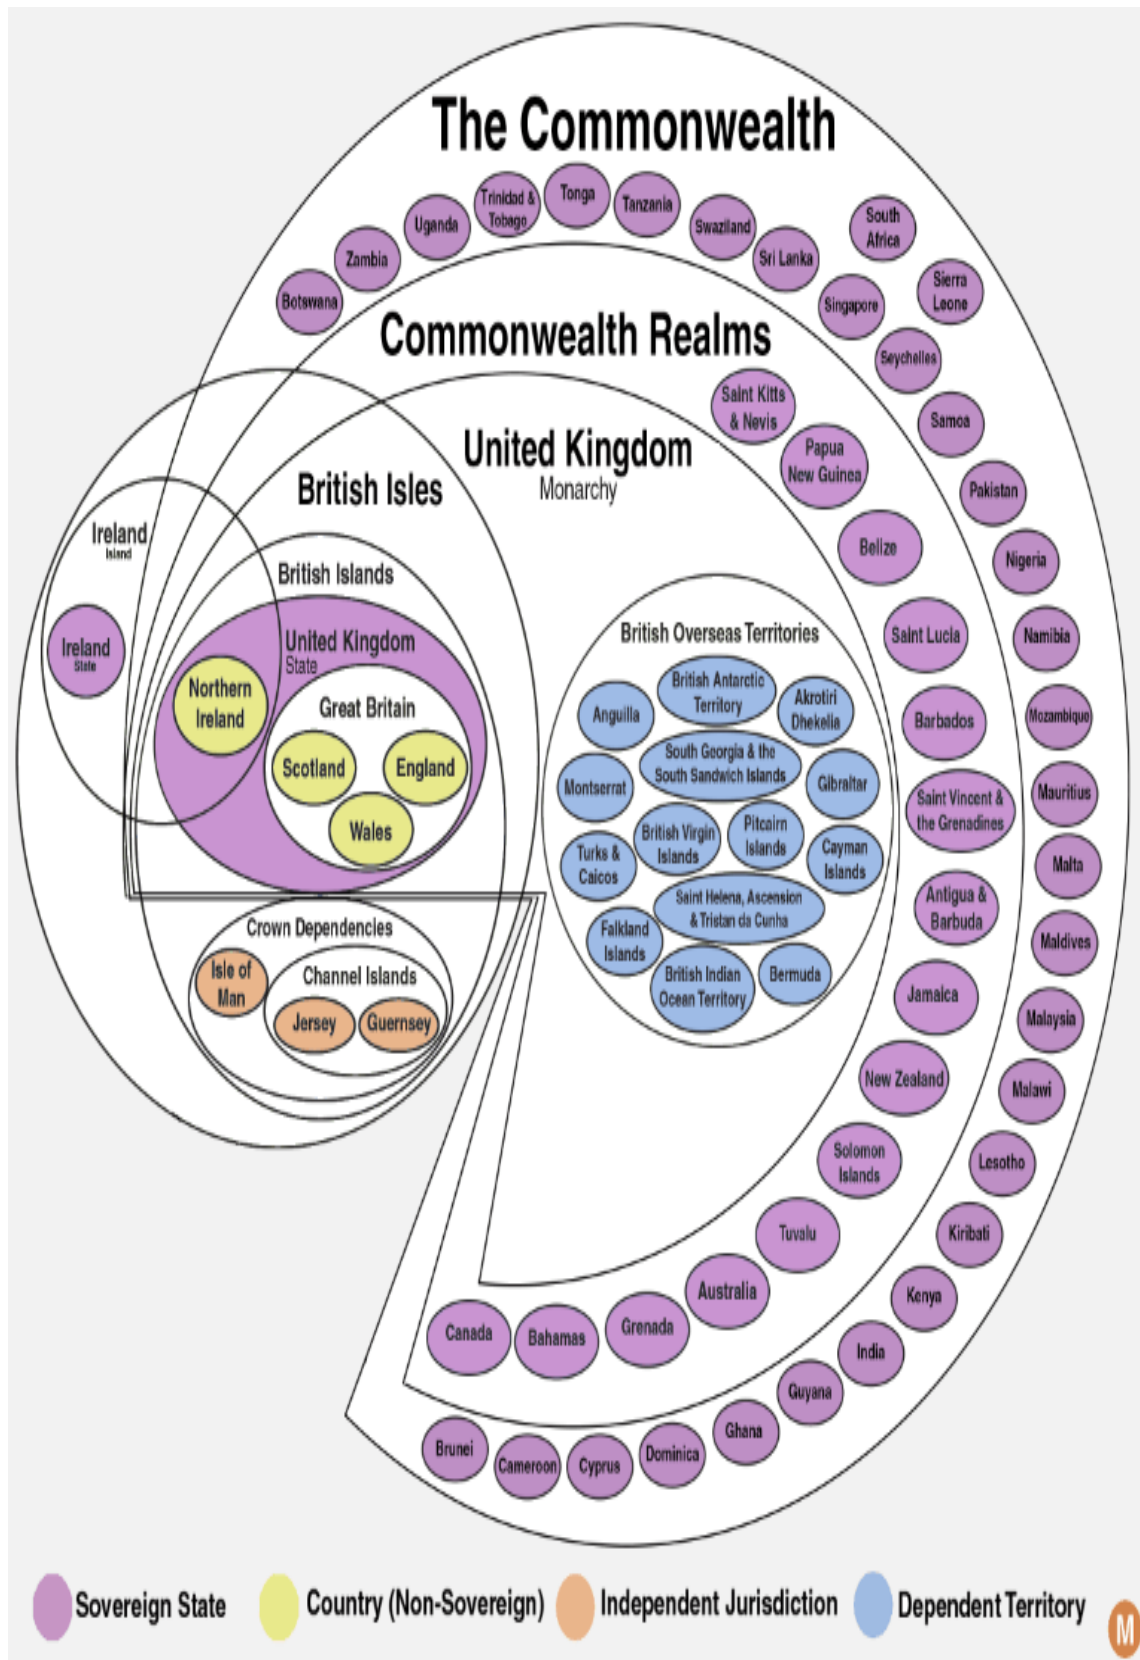 The Commonwealth
Tonga
Trinidad &
Tobago
Tanzania
Uganda
Swaziland
South
Africa
Zambia
Sri Lanka
Botswana
Singapore
Sierra
Leone
Commonwealth Realms
Seychelles
Saint Kitts
& Nevis
Samoa
United Kingdom
Monarchy
Papua
New Guinea
Pakistan
British Isles
Ireland
Island
Belize
Nigeria
British Islands
United Kingdom
State
British Overseas Territories
Saint Lucia
Namibia
Ireland
State
Northern
Ireland
Great Britain
Scotland
England
Wales
British Antarctic
Territory
Anguilla
Akrotiri
Dhekelia
Barbados
Mozambique
South Georgia & the
South Sandwich Islands
Montserrat
Gibraltar
Saint Vincent &
the Grenadines
Mauritius
British Virgin
Islands
Pitcairn
Islands
Turks &
Caicos
Cayman
Islands
Malta
Saint Helena, Ascension
& Tristan da Cunha
Antigua &
Barbuda
Falkland
Islands
Maldives
British Indian
Ocean Territory
Bermuda
Crown Dependencies
Isle of
Man
Channel Islands
Jersey
Guernsey
Jamaica
Malaysia
New Zealand
Malawi
Solomon
Islands
Lesotho
Tuvalu
Kiribati
Australia
Kenya
Grenada
Bahamas
Canada
India
Guyana
Ghana
Dominica
Cyprus
Cameroon
Brunei
Sovereign State
Country (Non-Sovereign)
Independent Jurisdiction
Dependent Territory
M